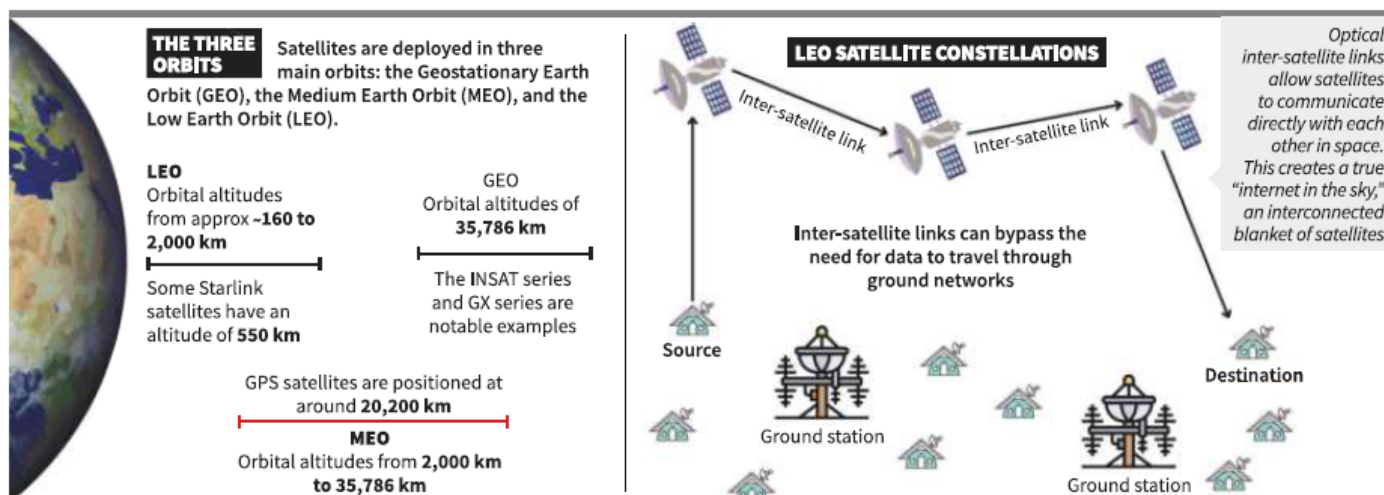 THE THREE
ORBITS
Satellites are deployed in three
main orbits: the Geostationary Earth
Orbit (GEO), the Medium Earth Orbit (MEO), and the
Low Earth Orbit (LEO).
LEO
Orbital altitudes
from approx ~160 to
2,000 km
Some Starlink
satellites have an
altitude of 550 km
GEO
Orbital altitudes of
35,786 km
The INSAT series
and GX series are
notable examples
GPS satellites are positioned at
around 20,200 km
MEO
Orbital altitudes from 2,000 km
to 35,786 km
LEO SATELLITE CONSTELLATIONS
Inter-satellite link
Inter-satellite link
Optical
inter-satellite links
allow satellites
to communicate
directly with each
other in space.
This creates a true
“internet in the sky,”
an interconnected
blanket of satellites
Inter-satellite links can bypass the
need for data to travel through
ground networks
Source
Destination
Ground station
Ground station